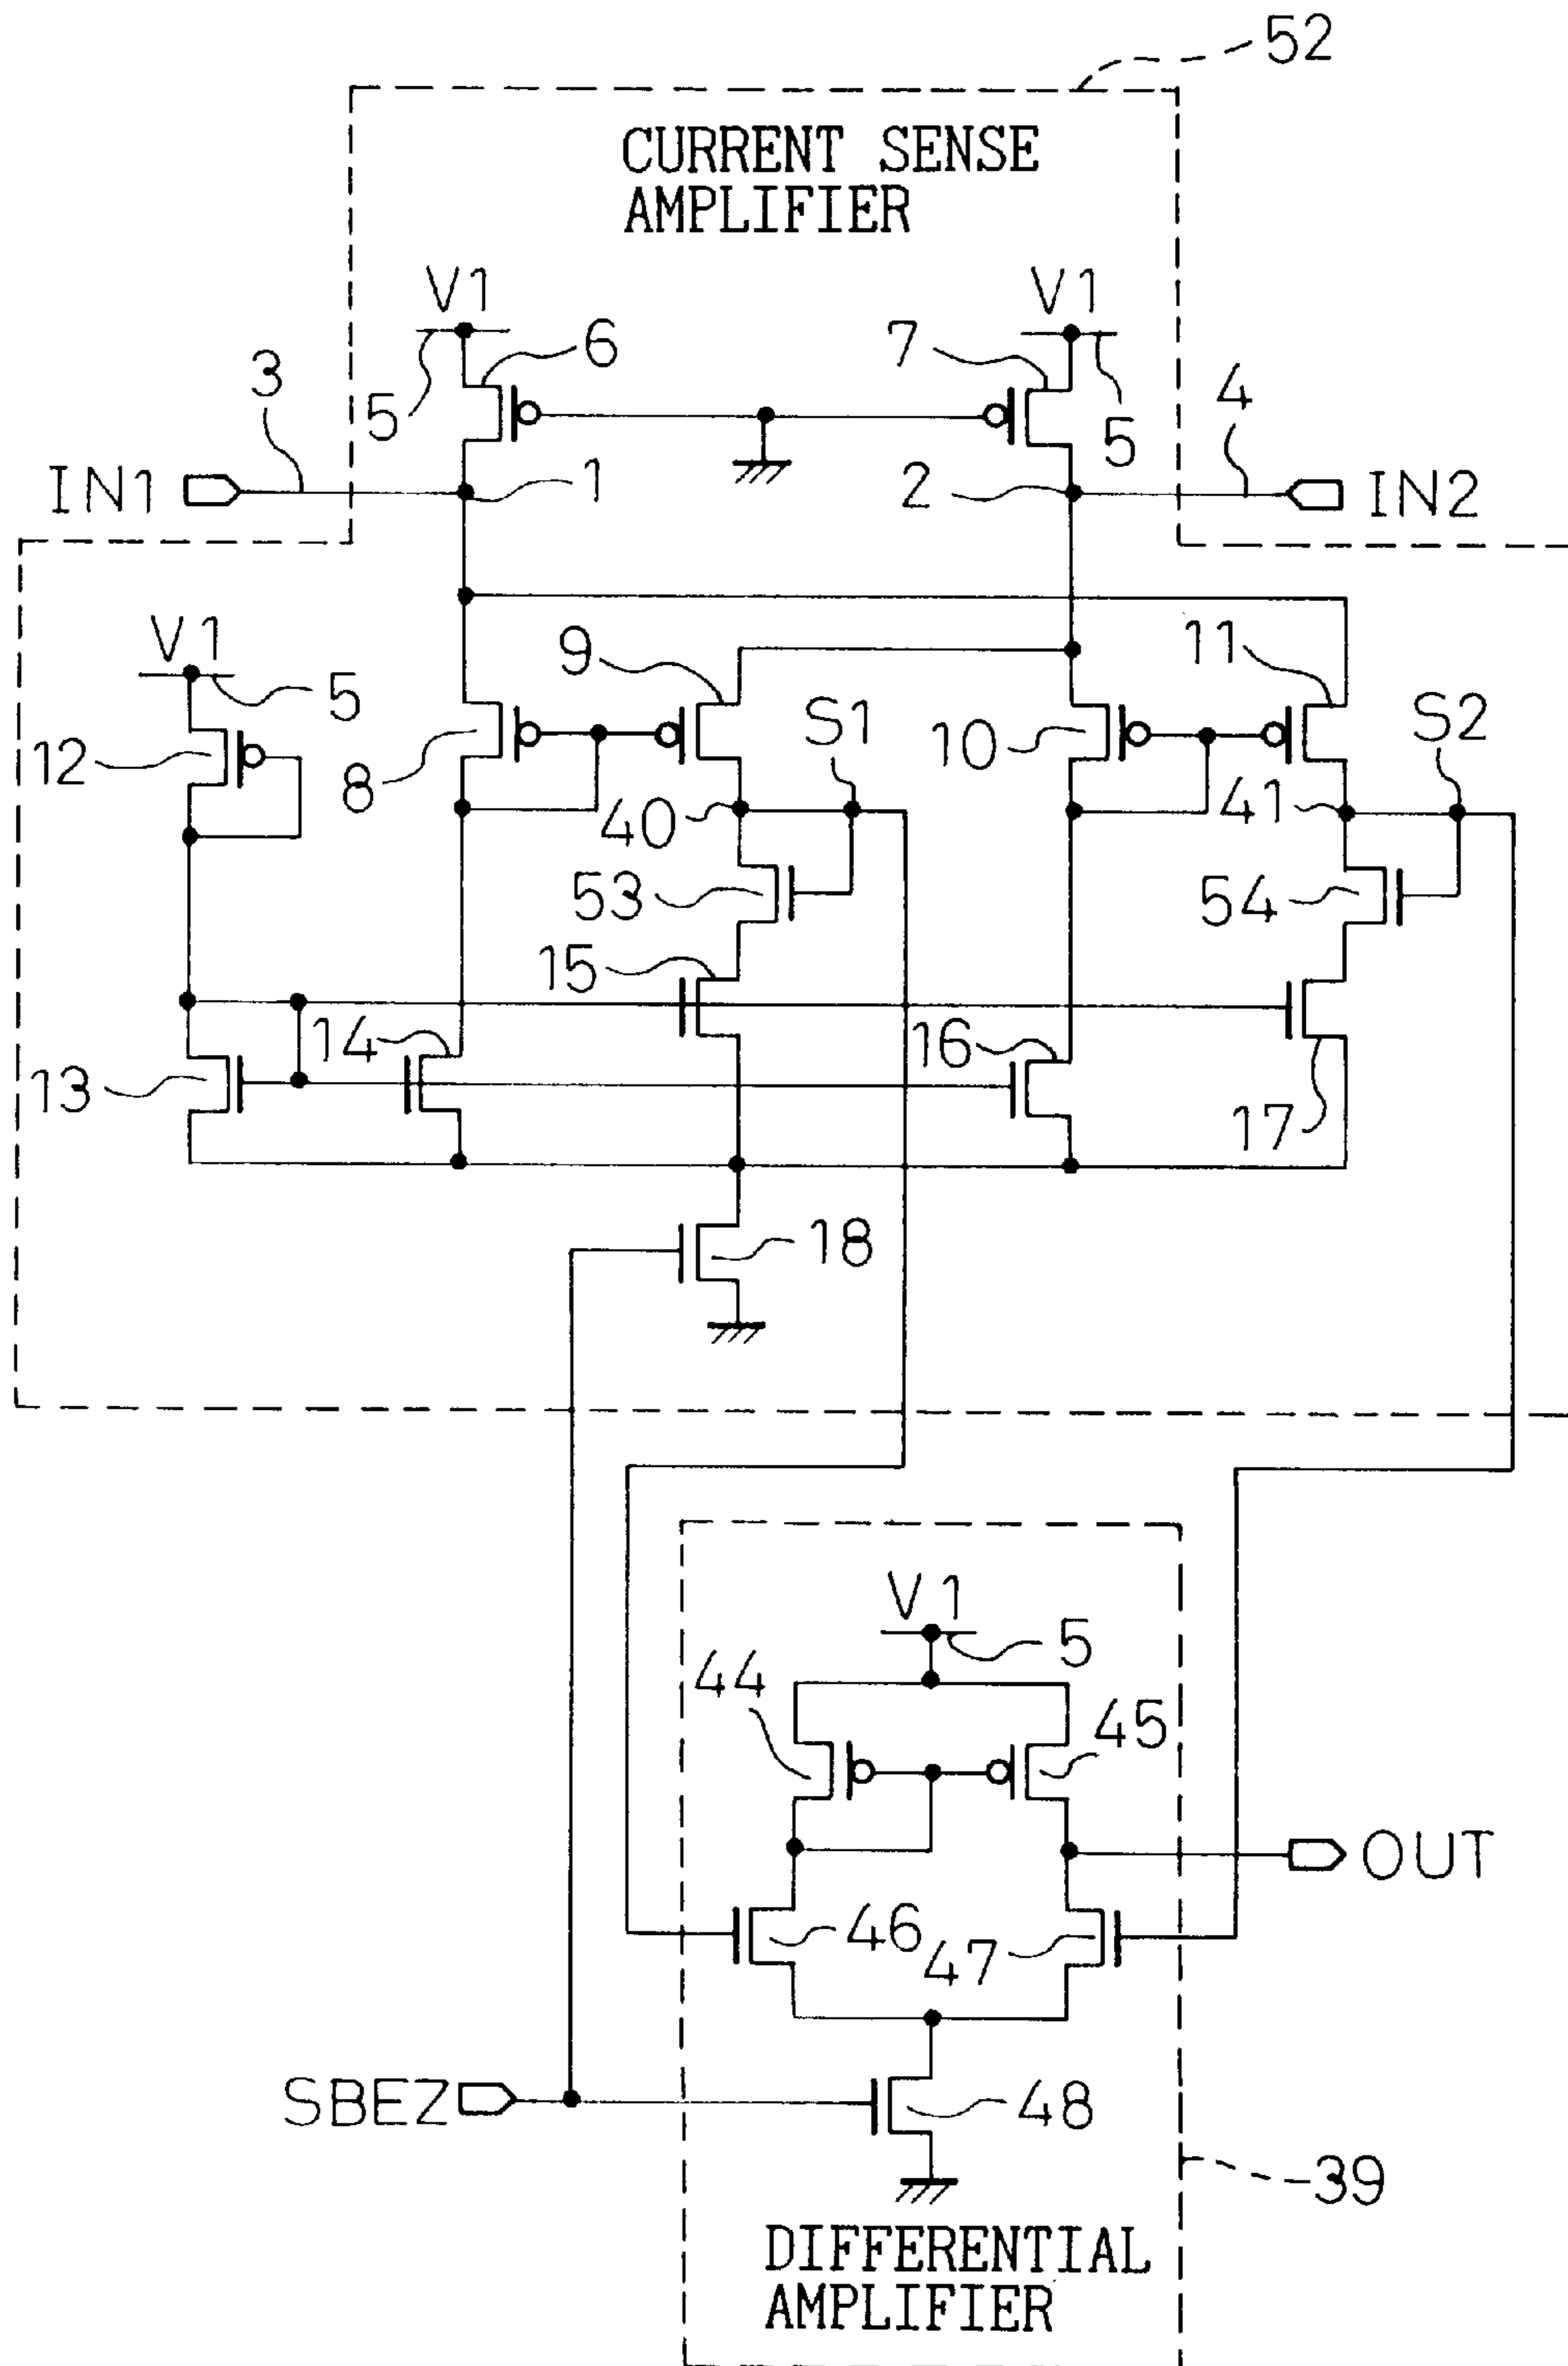 52
CURRENT SENSE
AMPLIFIER
V1
V1
6
7
3
5
5
4
IN1
1
2
IN2
V1
5
9
11
S1
S2
12
8
10
40
41
53
54
15
14
16
13
17
18
V1
5
44
45
OUT
46
47
SBEZ
48
39
DIFFERENTIAL
AMPLIFIER